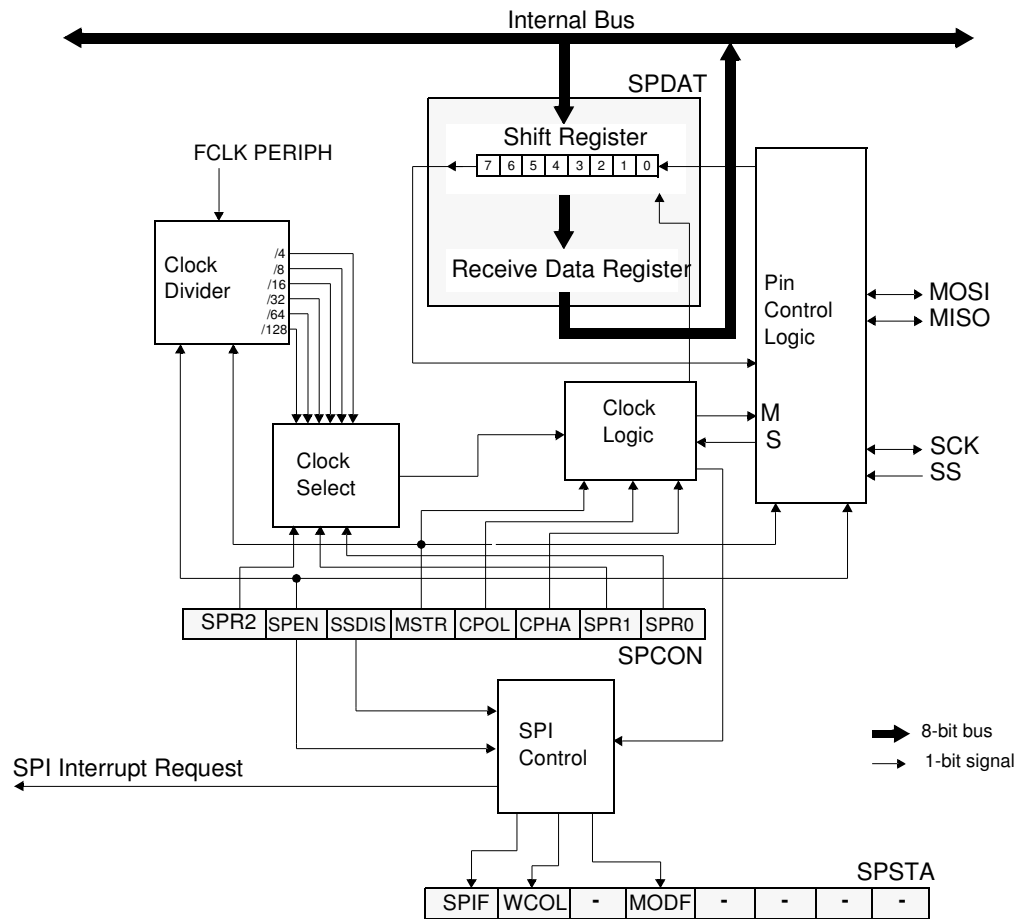 Internal Bus
SPDAT
Shift Register
7 6 5 4 3 2 1 0
FCLK PERIPH
Clock
Divider
/4
/8
/16
/32
/64
/128
Receive Data Register
Pin
Control
Logic
MOSI
MISO
Clock
Logic
M
S
SCK
SS
Clock
Select
SPR2 SPEN SSDIS MSTR CPOL CPHA SPR1 SPR0
SPCON
SPI
Control
8-bit bus
1-bit signal
SPI Interrupt Request
SPSTA
SPIF WCOL - MODF - - - -